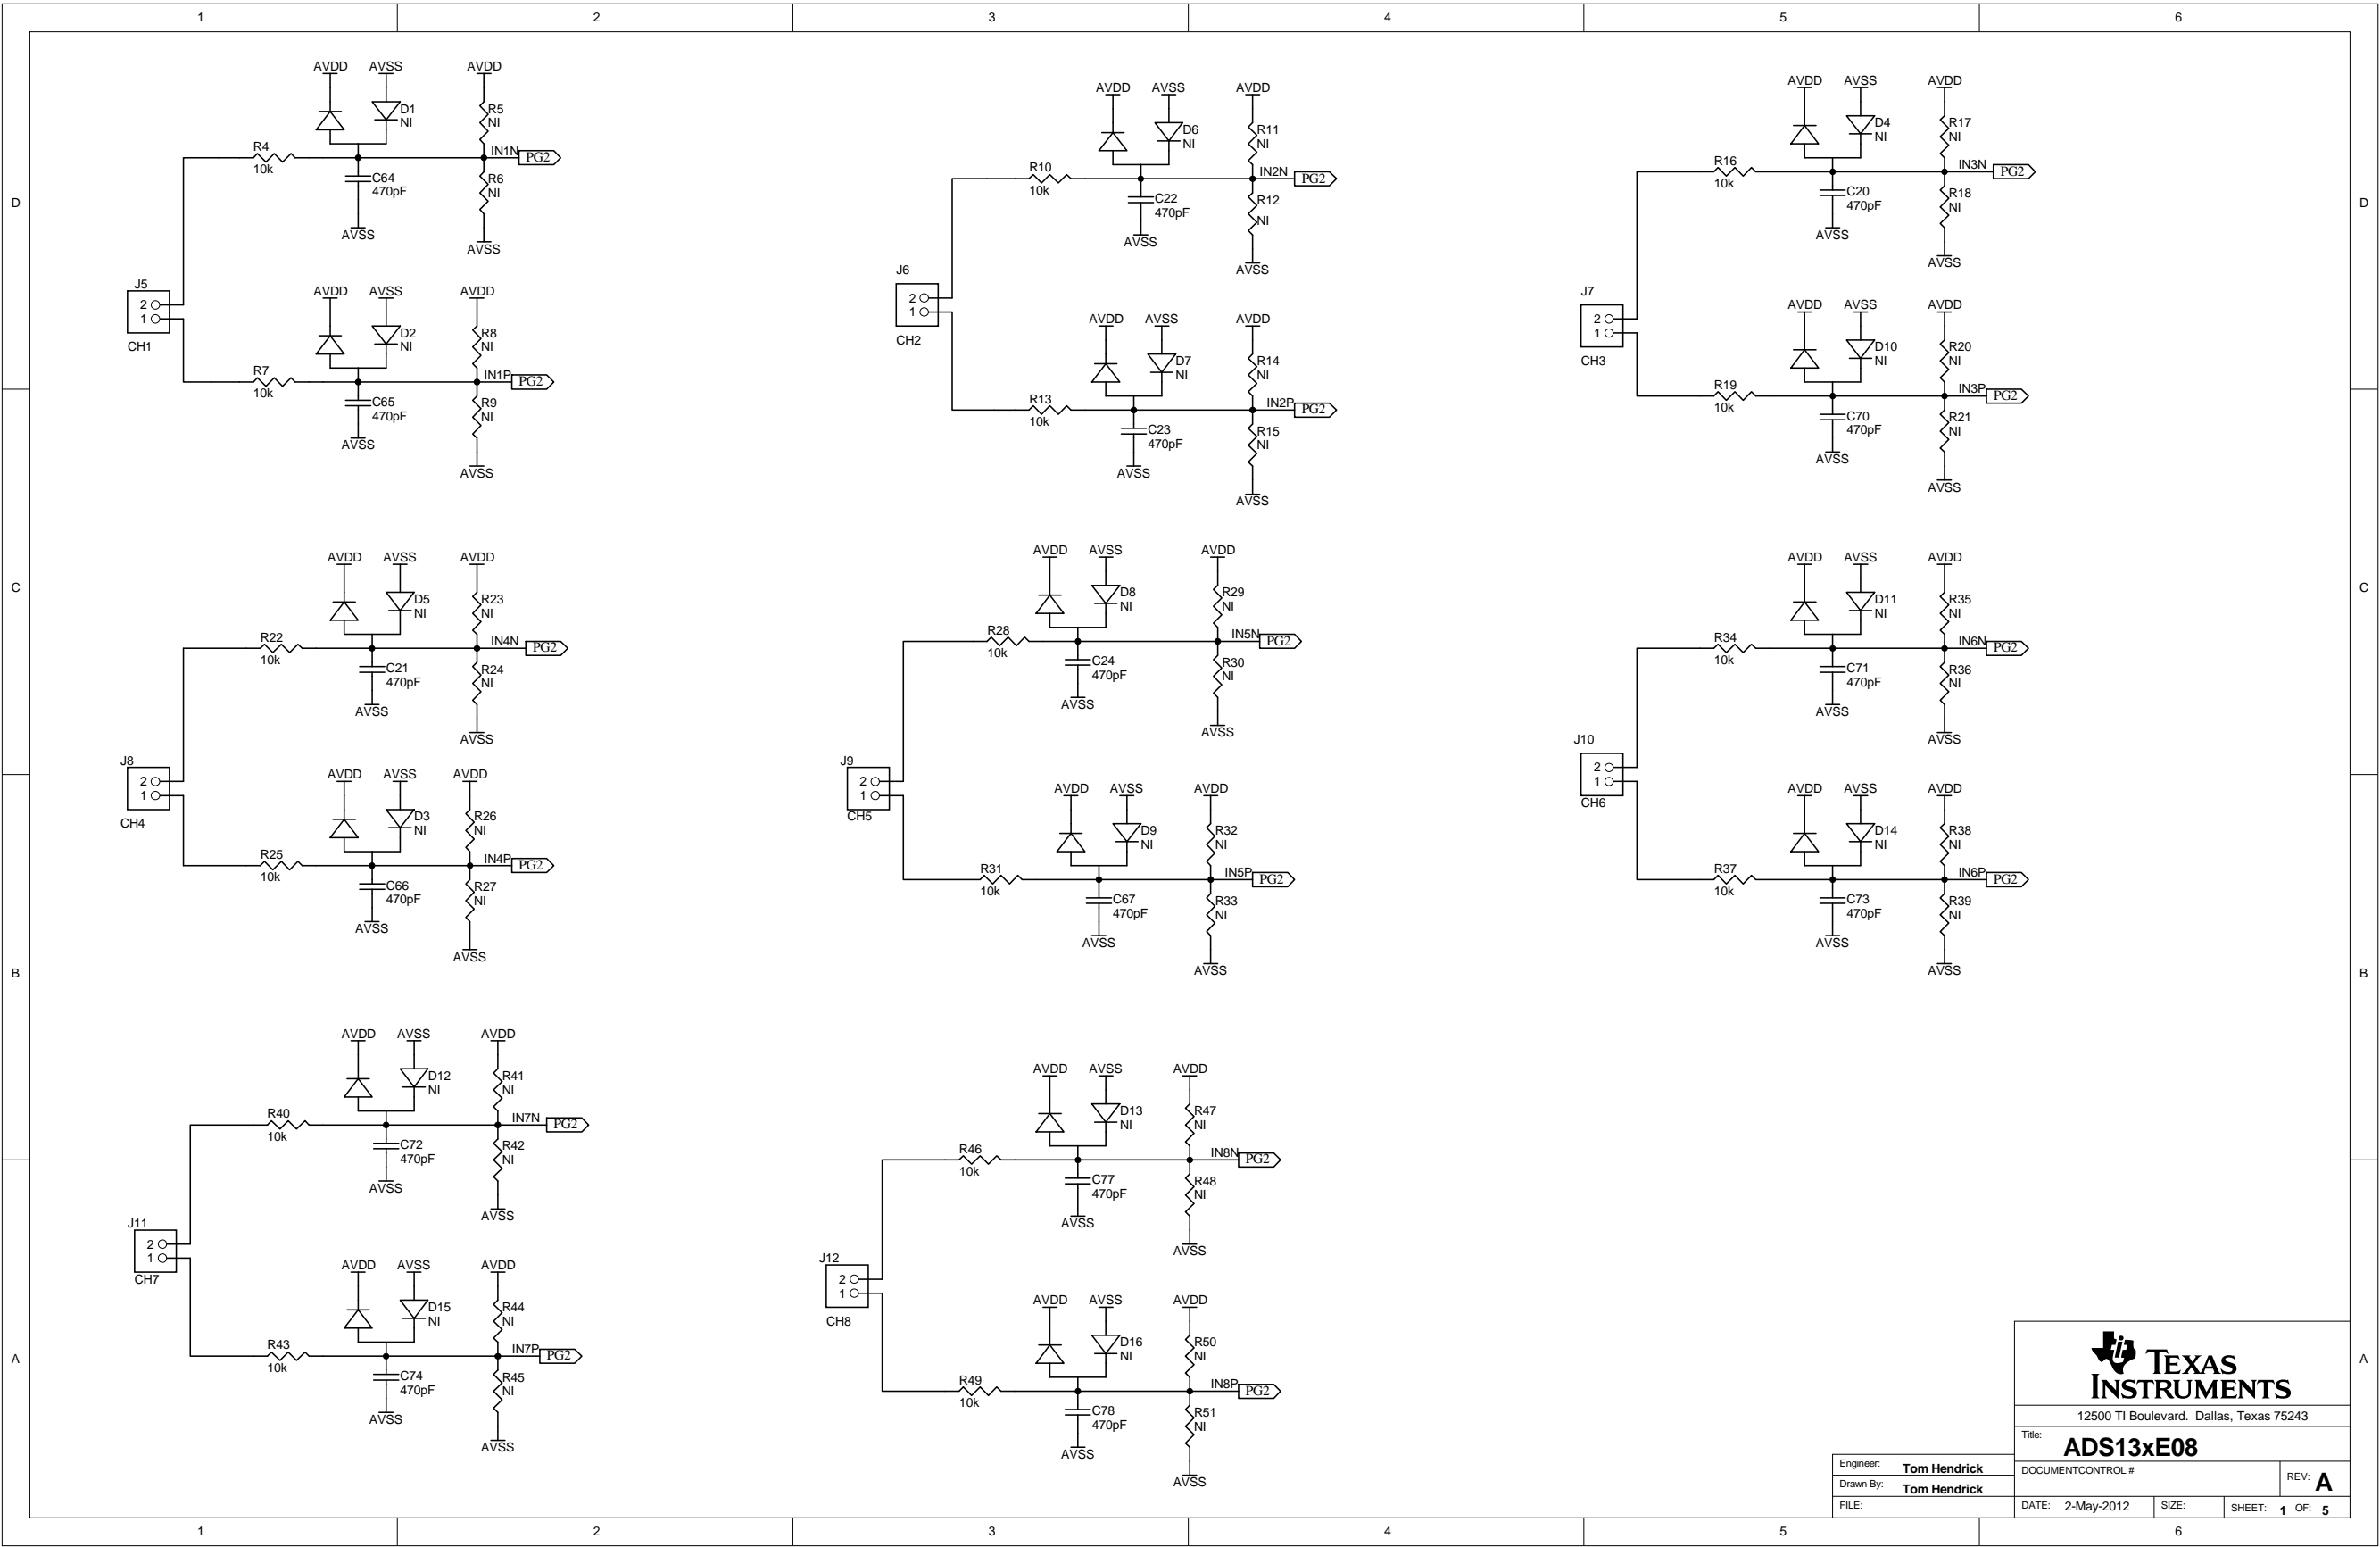 1 2 3 4 5 6
D
C
B
A
D
C
B
A
AVDD AVSS AVDD
D1
NI
R5
NI
R4
10k
IN1N PG2
C64
470pF
R6
NI
AVSS
AVSS
J5
2
1
CH1
AVDD AVSS AVDD
D2
NI
R8
NI
R7
10k
IN1P PG2
C65
470pF
R9
NI
AVSS
AVSS
AVDD AVSS AVDD
D6
NI
R11
NI
R10
10k
IN2N PG2
C22
470pF
R12
NI
AVSS
AVSS
J6
2
1
CH2
AVDD AVSS AVDD
D7
NI
R14
NI
R13
10k
IN2P PG2
C23
470pF
R15
NI
AVSS
AVSS
AVDD AVSS AVDD
D4
NI
R17
NI
R16
10k
IN3N PG2
C20
470pF
R18
NI
AVSS
AVSS
J7
2
1
CH3
AVDD AVSS AVDD
D10
NI
R20
NI
R19
10k
IN3P PG2
C70
470pF
R21
NI
AVSS
AVSS
AVDD AVSS AVDD
D5
NI
R23
NI
R22
10k
IN4N PG2
C21
470pF
R24
NI
AVSS
AVSS
J8
2
1
CH4
AVDD AVSS AVDD
D3
NI
R26
NI
R25
10k
IN4P PG2
C66
470pF
R27
NI
AVSS
AVSS
AVDD AVSS AVDD
D8
NI
R29
NI
R28
10k
IN5N PG2
C24
470pF
R30
NI
AVSS
AVSS
J9
2
1
CH5
AVDD AVSS AVDD
D9
NI
R32
NI
R31
10k
IN5P PG2
C67
470pF
R33
NI
AVSS
AVSS
AVDD AVSS AVDD
D11
NI
R35
NI
R34
10k
IN6N PG2
C71
470pF
R36
NI
AVSS
AVSS
J10
2
1
CH6
AVDD AVSS AVDD
D14
NI
R38
NI
R37
10k
IN6P PG2
C73
470pF
R39
NI
AVSS
AVSS
AVDD AVSS AVDD
D12
NI
R41
NI
R40
10k
IN7N PG2
C72
470pF
R42
NI
AVSS
AVSS
J11
2
1
CH7
AVDD AVSS AVDD
D15
NI
R44
NI
R43
10k
IN7P PG2
C74
470pF
R45
NI
AVSS
AVSS
AVDD AVSS AVDD
D13
NI
R47
NI
R46
10k
IN8N PG2
C77
470pF
R48
NI
AVSS
AVSS
J12
2
1
CH8
AVDD AVSS AVDD
D16
NI
R50
NI
R49
10k
IN8P PG2
C78
470pF
R51
NI
AVSS
AVSS
TEXAS
INSTRUMENTS
12500 TI Boulevard. Dallas, Texas 75243
Title: ADS13xE08
Engineer: Tom Hendrick
Drawn By: Tom Hendrick
FILE:
DOCUMENTCONTROL #
REV: A
DATE: 2-May-2012 SIZE: SHEET: 1 OF: 5
1 2 3 4 5 6